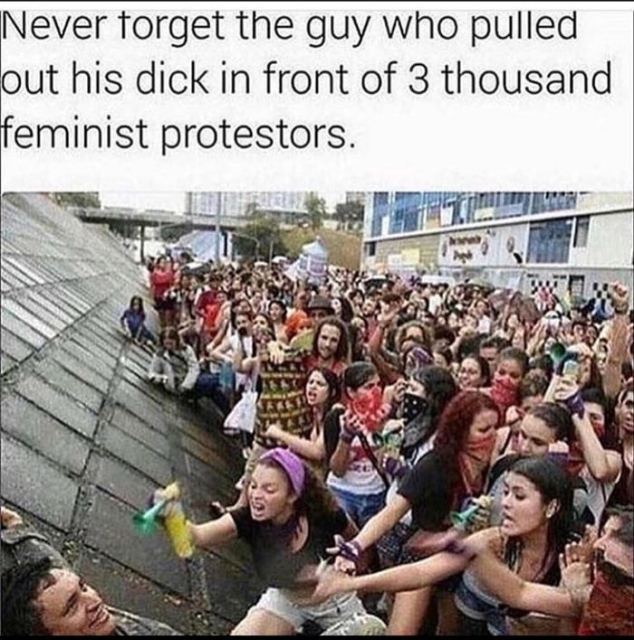 Never forget the guy who pulled
out his dick in front of 3 thousand
feminist protestors.